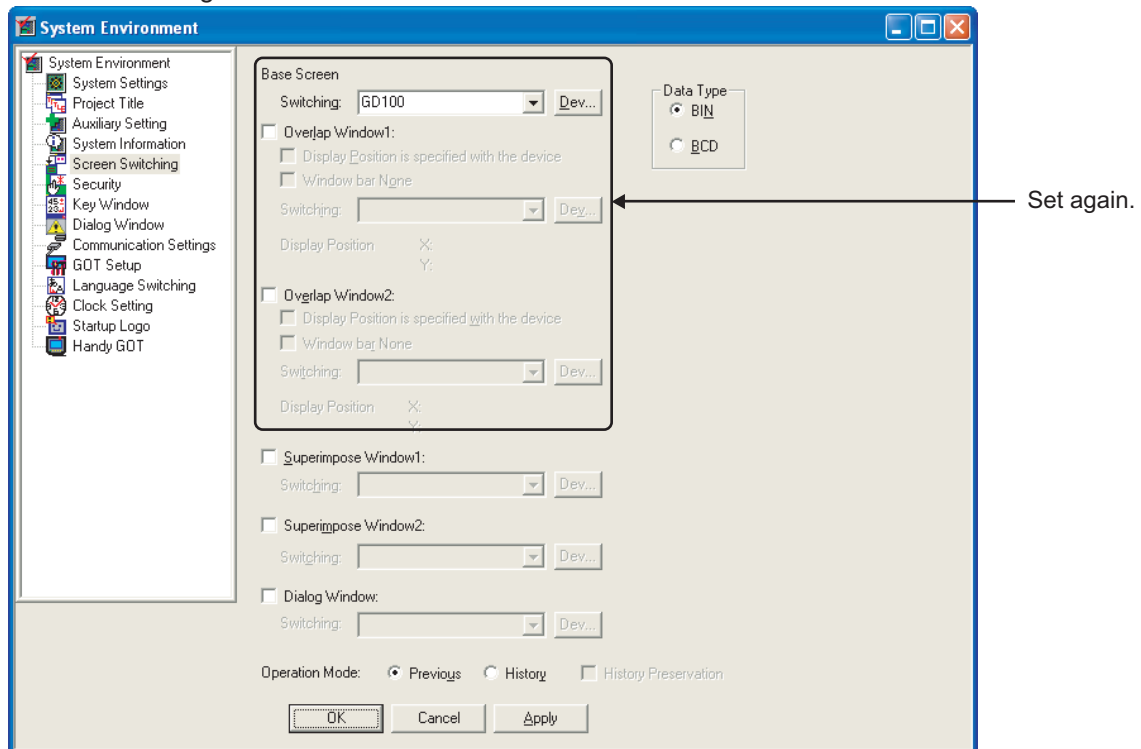 System Environment
System Environment
System Settings
Project Title
Auxiliary Setting
System Information
Screen Switching
Security
Key Window
Dialog Window
Communication Settings
GOT Setup
Language Switching
Clock Setting
Startup Logo
Handy GOT
Base Screen
Switching: GD100 Dev...
Overlap Window1:
Display Position is specified with the device
Window bar None
Switching: Dev...
Display Position X:
Y:
Overlap Window2:
Display Position is specified with the device
Window bar None
Switching: Dev...
Display Position X:
Y:
Superimpose Window1:
Switching: Dev...
Superimpose Window2:
Switching: Dev...
Dialog Window:
Switching: Dev...
Operation Mode: Previous History History Preservation
OK Cancel Apply
Data Type
BIN
BCD
Set again.